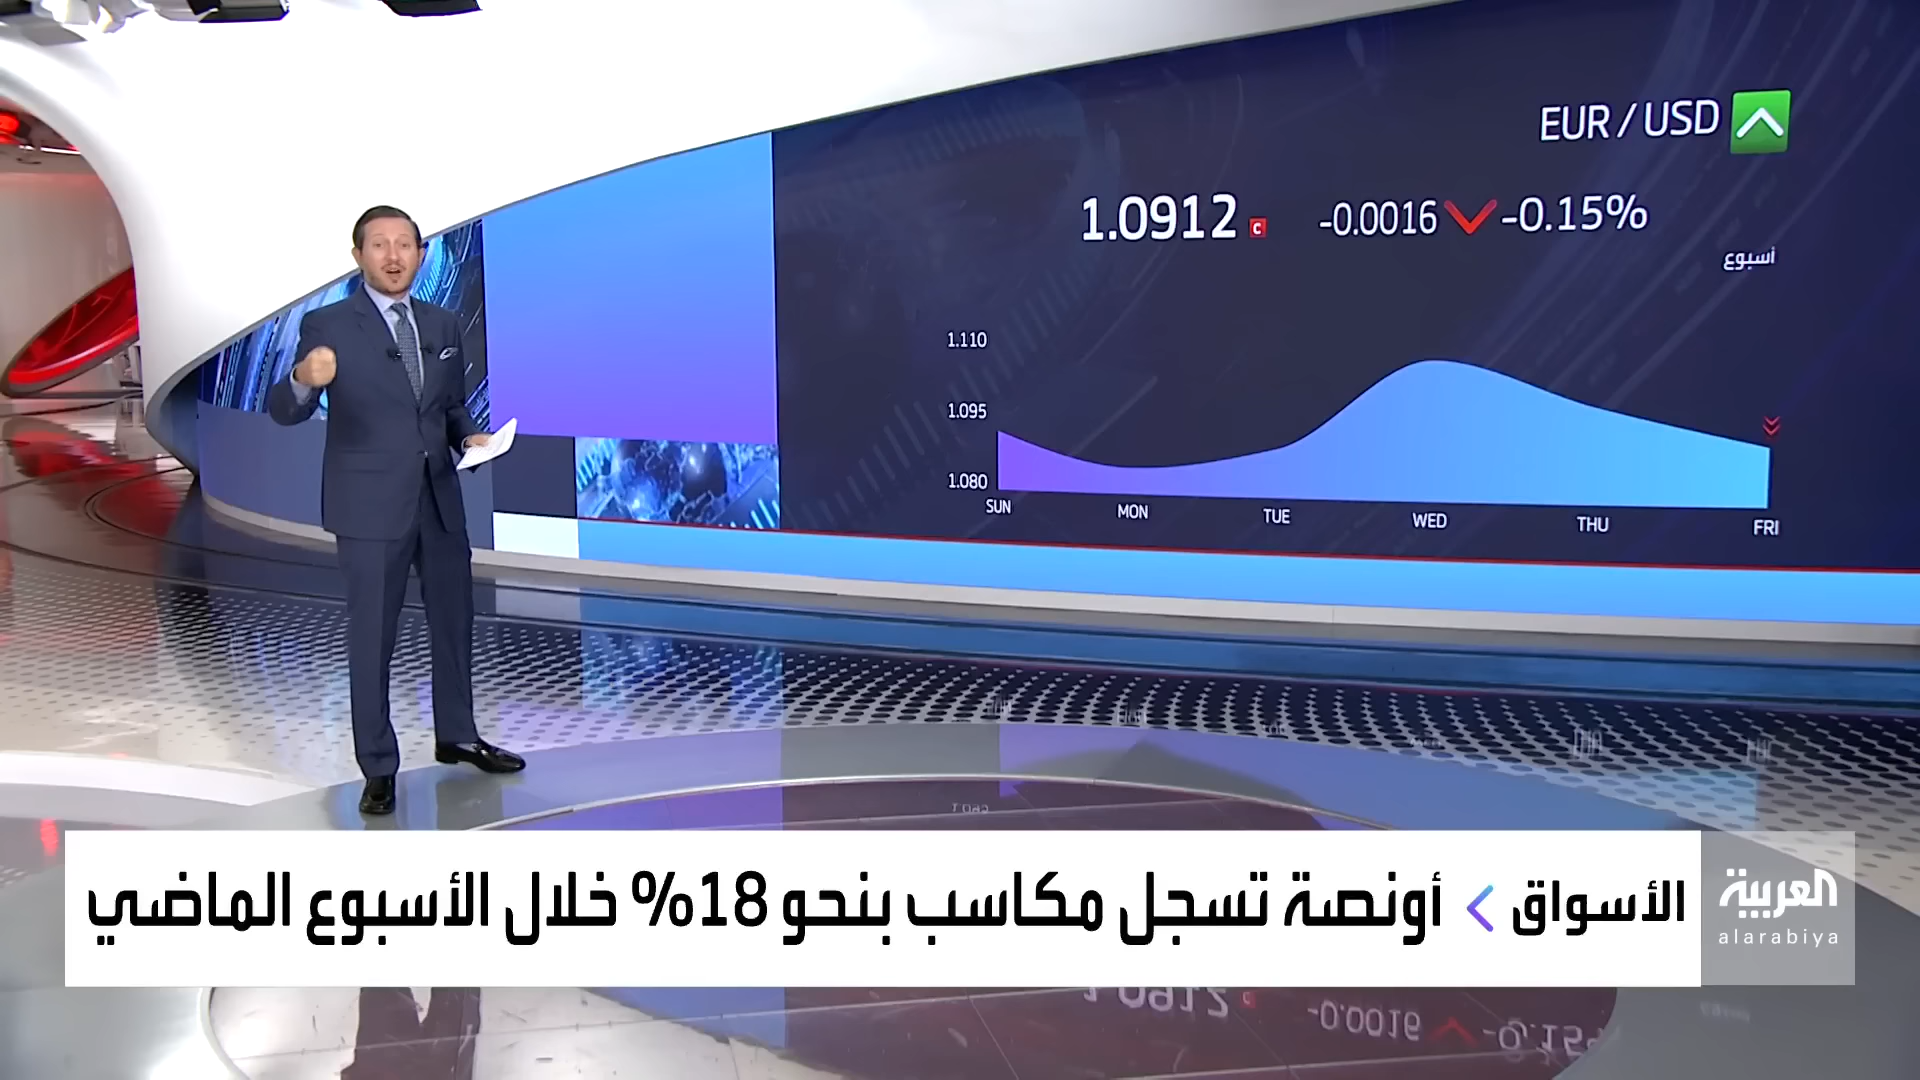 EUR / USD
1.0912 c -0.0016 -0.15%
أسبوع
1.110
1.095
1.080
SUN MON TUE WED THU FRI
الأسواق > أونصة تسجل مكاسب بنحو 18% خلال الأسبوع الماضي
العربية
alarabiya